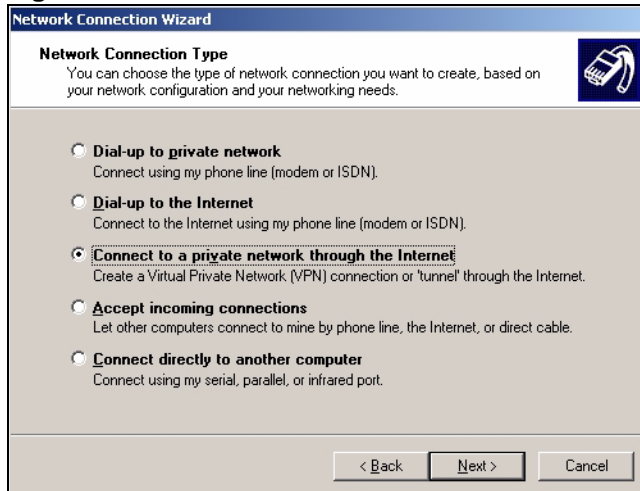 Network Connection Wizard
Network Connection Type
You can choose the type of network connection you want to create, based on
your network configuration and your networking needs.
Dial-up to private network
Connect using my phone line (modem or ISDN).
Dial-up to the Internet
Connect to the Internet using my phone line (modem or ISDN).
Connect to a private network through the Internet
Create a Virtual Private Network (VPN) connection or 'tunnel' through the Internet.
Accept incoming connections
Let other computers connect to mine by phone line, the Internet, or direct cable.
Connect directly to another computer
Connect using my serial, parallel, or infrared port.
< Back Next > Cancel